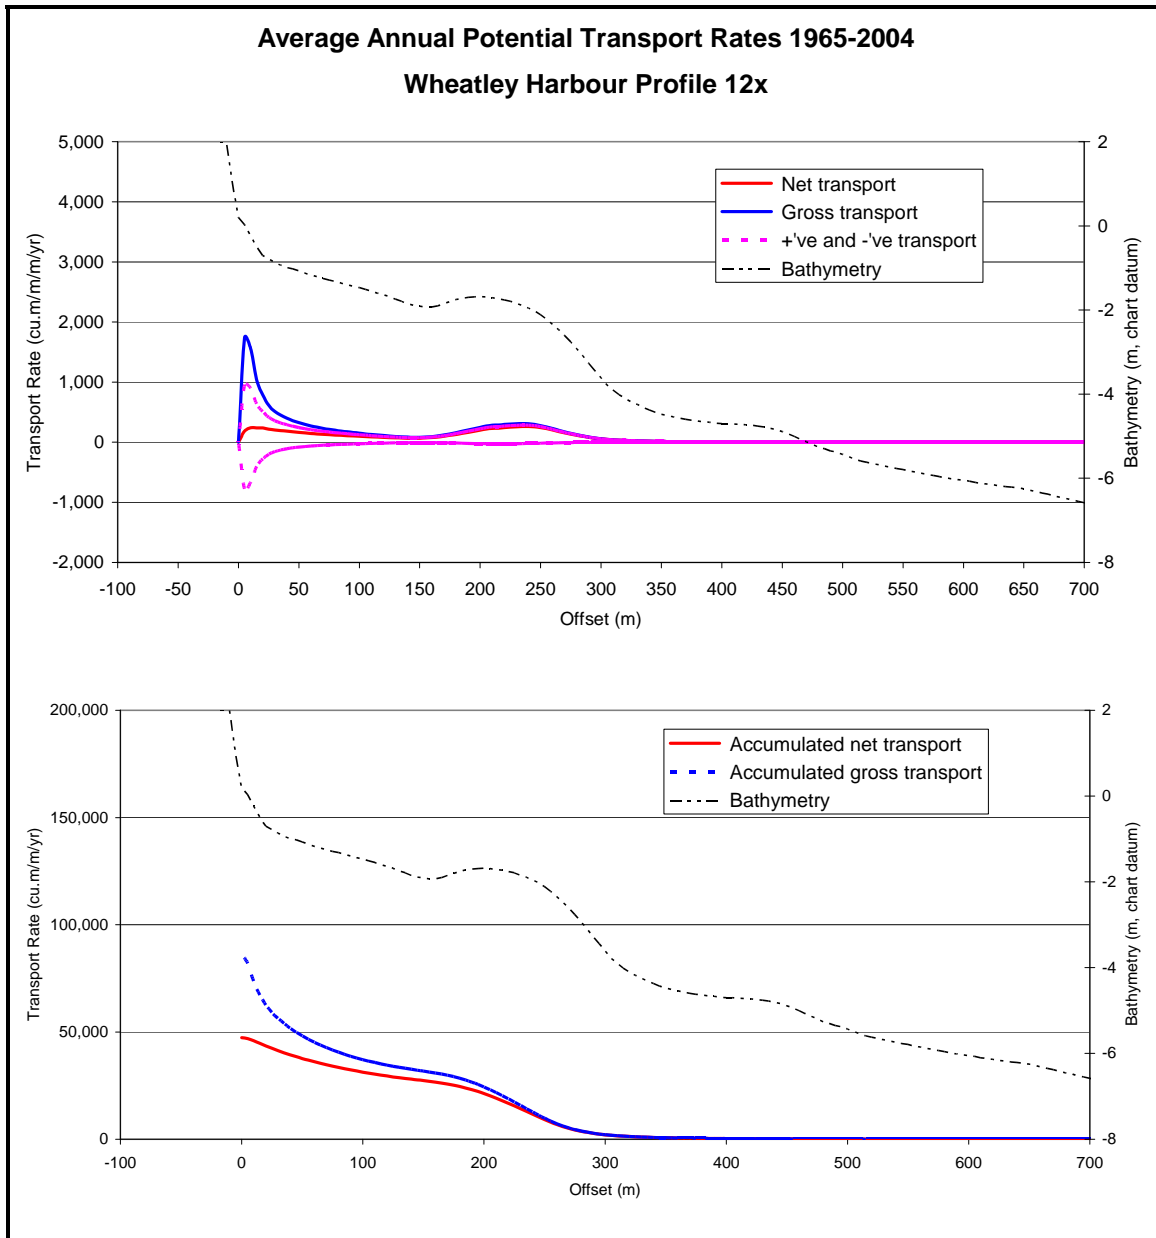 Average Annual Potential Transport Rates 1965-2004
Wheatley Harbour Profile 12x
5,000
4,000
3,000
2,000
1,000
0
-1,000
-2,000
Transport Rate (cu.m/m/m/yr)
2
0
-2
-4
-6
-8
Bathymetry (m, chart datum)
Net transport
Gross transport
+'ve and -'ve transport
Bathymetry
-100 -50 0 50 100 150 200 250 300 350 400 450 500 550 600 650 700
Offset (m)
200,000
150,000
100,000
50,000
0
Transport Rate (cu.m/m/yr)
2
0
-2
-4
-6
-8
Bathymetry (m, chart datum)
Accumulated net transport
Accumulated gross transport
Bathymetry
-100 0 100 200 300 400 500 600 700
Offset (m)